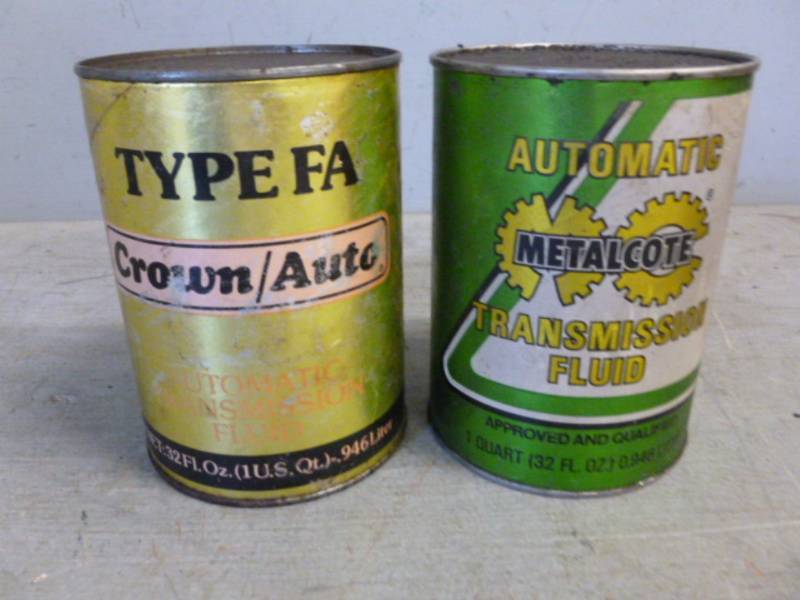 TYPE FA
Crown/Auto
AUTOMATIC
TRANSMISSION
FLUID
32 Fl. Oz. (1 U.S. Qt.)-.946 Liter
AUTOMATIC
METALCOTE
®
TRANSMISSION
FLUID
APPROVED AND QUALIFIED
1 QUART (32 FL. OZ.) 0.946